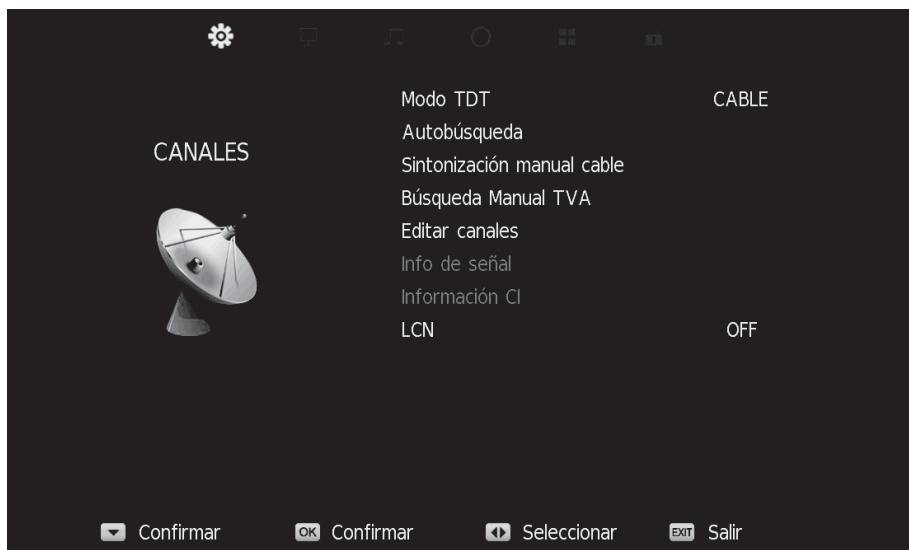 CANALES
Modo TDT CABLE
Autobúsqueda
Sintonización manual cable
Búsqueda Manual TVA
Editar canales
Info de señal
Información CI
LCN OFF
Confirmar OK Confirmar Seleccionar EXIT Salir